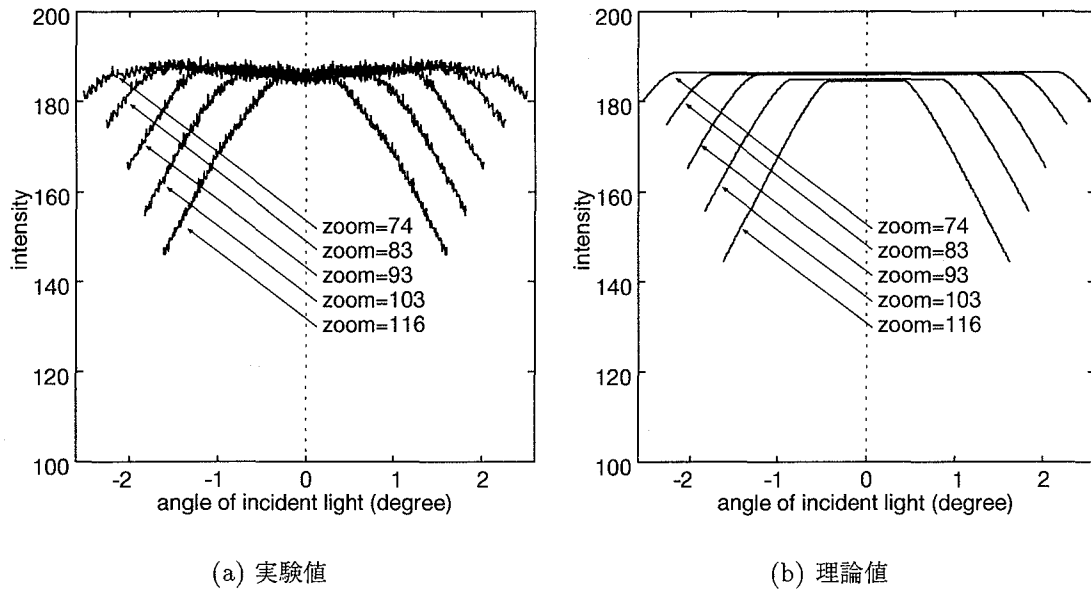 200
180
160
140
120
100
intensity
zoom=74
zoom=83
zoom=93
zoom=103
zoom=116
-2
-1
0
1
2
angle of incident light (degree)
(a) 実験値
200
180
160
140
120
100
intensity
zoom=74
zoom=83
zoom=93
zoom=103
zoom=116
-2
-1
0
1
2
angle of incident light (degree)
(b) 理論値